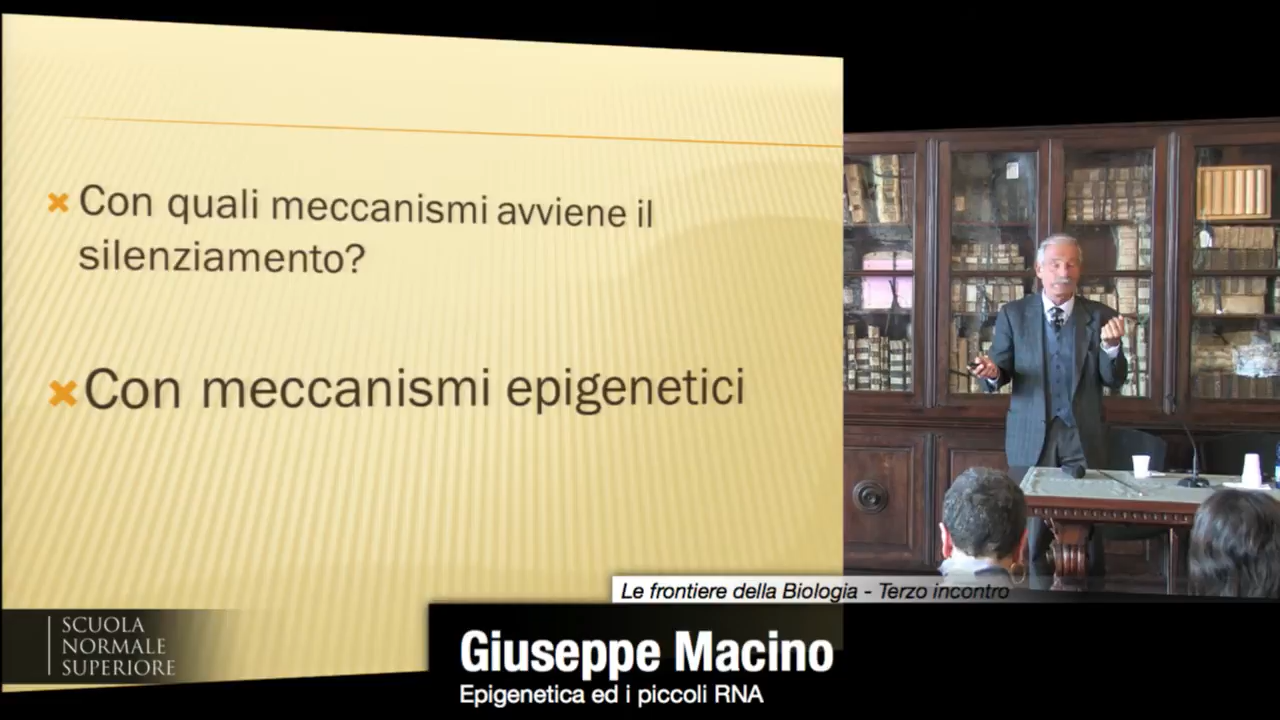 Con quali meccanismi avviene il
silenziamento?
Con meccanismi epigenetici
Le frontiere della Biologia - Terzo incontro
SCUOLA
NORMALE
SUPERIORE
Giuseppe Macino
Epigenetica ed i piccoli RNA